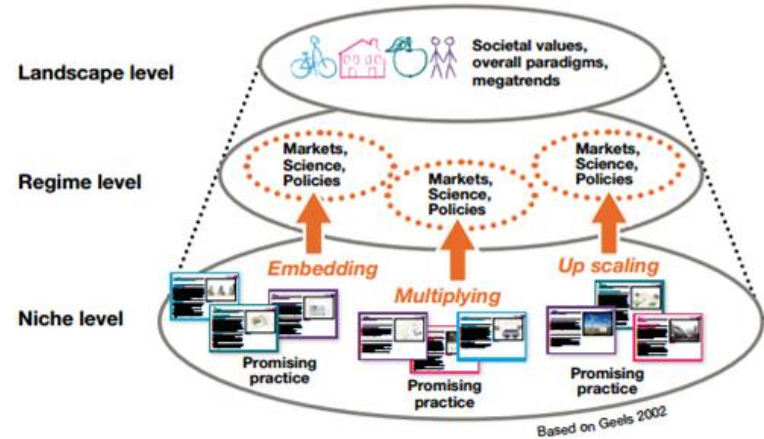 Landscape level
Societal values,
overall paradigms,
megatrends
Regime level
Markets,
Science,
Policies
Markets,
Science,
Policies
Markets,
Science,
Policies
Embedding
Multiplying
Up scaling
Niche level
Promising
practice
Promising
practice
Promising
practice
Based on Geels 2002